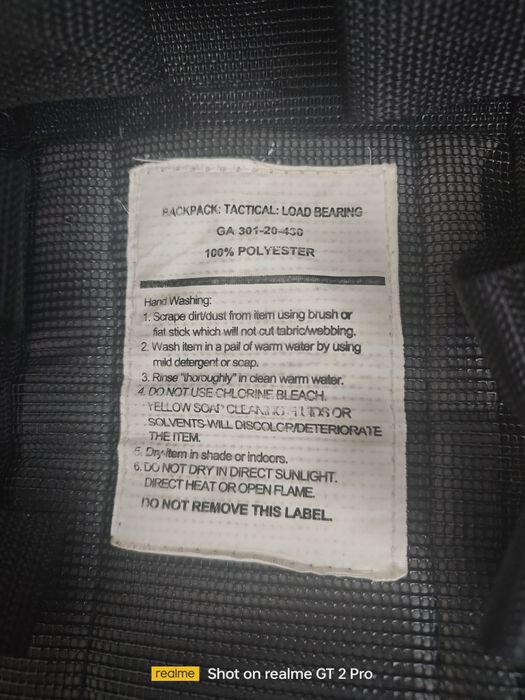 BACKPACK: TACTICAL: LOAD BEARING
GA 301-20-430
100% POLYESTER
Hand Washing:
1. Scrape dirt/dust from item using brush or
fiat stick which will not cut tabric/webbing.
2. Wash item in a pail of warm water by using
mild detergent or scap.
3. Rinse "thoroughly" in clean warm water.
4. DO NOT USE CHLORINE BLEACH.
YELLOW SOAP CLEANING OR
SOLVENTS WILL DISCOLOR/DETERIORATE
THE ITEM.
5. Dry item in shade or indoors.
6. DO NOT DRY IN DIRECT SUNLIGHT.
DIRECT HEAT OR OPEN FLAME.
DO NOT REMOVE THIS LABEL.
realme Shot on realme GT 2 Pro